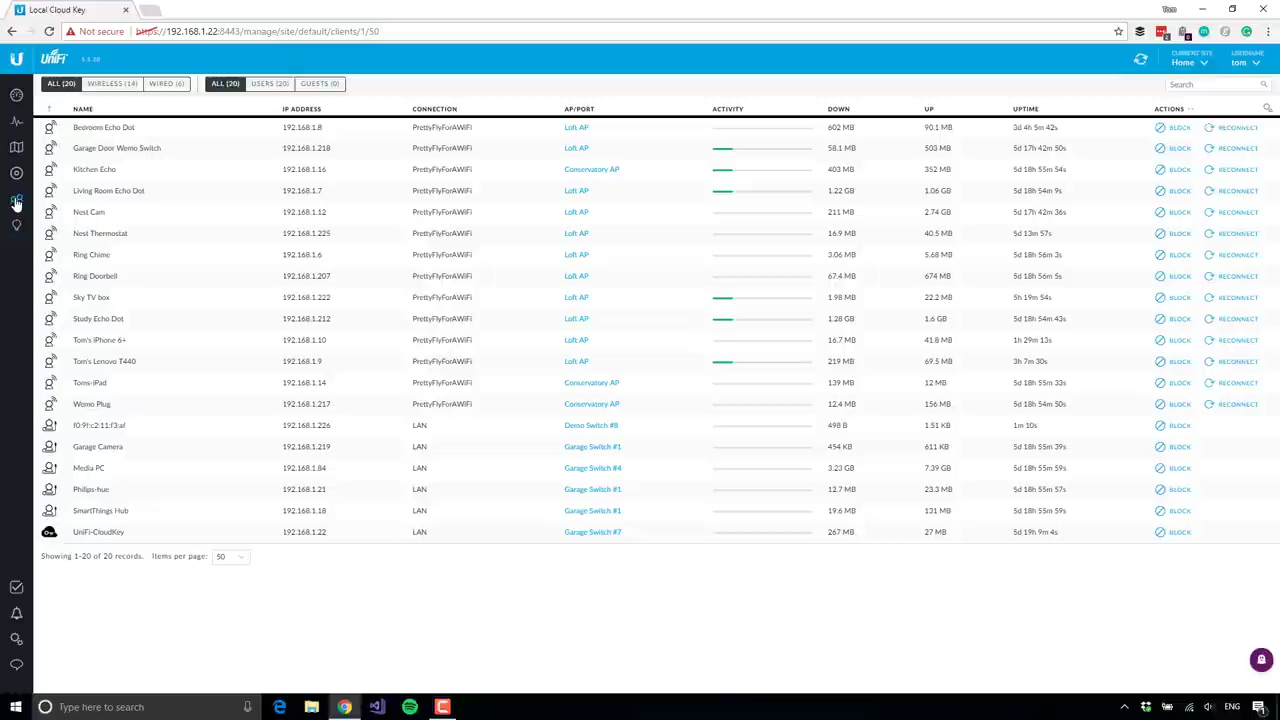 Local Cloud Key
Tom
Not secure https://192.168.1.22:8443/manage/site/default/clients/1/50
UniFi 5.5.20
CURRENT SITE
Home
USERNAME
tom
ALL (20) WIRELESS (14) WIRED (6) ALL (20) USERS (20) GUESTS (0) Search
NAME IP ADDRESS CONNECTION AP/PORT ACTIVITY DOWN UP UPTIME ACTIONS
Bedroom Echo Dot 192.168.1.8 PrettyFlyForAWiFi Loft AP 602 MB 90.1 MB 3d 4h 5m 42s BLOCK RECONNECT
Garage Door Wemo Switch 192.168.1.218 PrettyFlyForAWiFi Loft AP 58.1 MB 503 MB 5d 17h 42m 50s BLOCK RECONNECT
Kitchen Echo 192.168.1.16 PrettyFlyForAWiFi Conservatory AP 403 MB 352 MB 5d 18h 55m 54s BLOCK RECONNECT
Living Room Echo Dot 192.168.1.7 PrettyFlyForAWiFi Loft AP 1.22 GB 1.06 GB 5d 18h 54m 9s BLOCK RECONNECT
Nest Cam 192.168.1.12 PrettyFlyForAWiFi Loft AP 211 MB 2.74 GB 5d 17h 42m 36s BLOCK RECONNECT
Nest Thermostat 192.168.1.225 PrettyFlyForAWiFi Loft AP 16.9 MB 40.5 MB 5d 13m 57s BLOCK RECONNECT
Ring Chime 192.168.1.6 PrettyFlyForAWiFi Loft AP 3.06 MB 5.68 MB 5d 18h 56m 3s BLOCK RECONNECT
Ring Doorbell 192.168.1.207 PrettyFlyForAWiFi Loft AP 67.4 MB 674 MB 5d 18h 56m 5s BLOCK RECONNECT
Sky TV box 192.168.1.222 PrettyFlyForAWiFi Loft AP 1.98 MB 22.2 MB 5h 19m 54s BLOCK RECONNECT
Study Echo Dot 192.168.1.212 PrettyFlyForAWiFi Loft AP 1.28 GB 1.6 GB 5d 18h 54m 43s BLOCK RECONNECT
Tom's iPhone 6+ 192.168.1.10 PrettyFlyForAWiFi Loft AP 16.7 MB 41.8 MB 1h 29m 13s BLOCK RECONNECT
Tom's Lenovo T440 192.168.1.9 PrettyFlyForAWiFi Loft AP 219 MB 69.5 MB 3h 7m 30s BLOCK RECONNECT
Toms-iPad 192.168.1.14 PrettyFlyForAWiFi Conservatory AP 139 MB 12 MB 5d 18h 55m 33s BLOCK RECONNECT
Wemo Plug 192.168.1.217 PrettyFlyForAWiFi Conservatory AP 12.4 MB 156 MB 5d 18h 54m 50s BLOCK RECONNECT
f0:9f:c2:11:f3:af 192.168.1.226 LAN Demo Switch #8 498 B 1.51 KB 1m 10s BLOCK
Garage Camera 192.168.1.219 LAN Garage Switch #1 454 KB 611 KB 5d 18h 55m 39s BLOCK
Media PC 192.168.1.84 LAN Garage Switch #4 3.23 GB 7.39 GB 5d 18h 55m 59s BLOCK
Philips-hue 192.168.1.21 LAN Garage Switch #1 12.7 MB 23.3 MB 5d 18h 55m 57s BLOCK
SmartThings Hub 192.168.1.18 LAN Garage Switch #1 19.6 MB 131 MB 5d 18h 55m 59s BLOCK
UniFi-CloudKey 192.168.1.22 LAN Garage Switch #7 267 MB 27 MB 5d 19h 9m 4s BLOCK
Showing 1-20 of 20 records. Items per page: 50
Type here to search
ENG